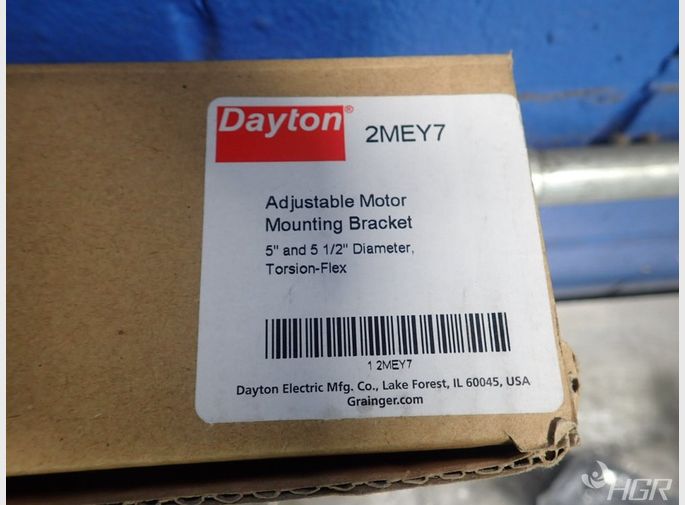 Dayton®
2MEY7
Adjustable Motor
Mounting Bracket
5" and 5 1/2" Diameter,
Torsion-Flex
1 2MEY7
Dayton Electric Mfg. Co., Lake Forest, IL 60045, USA
Grainger.com
HGR